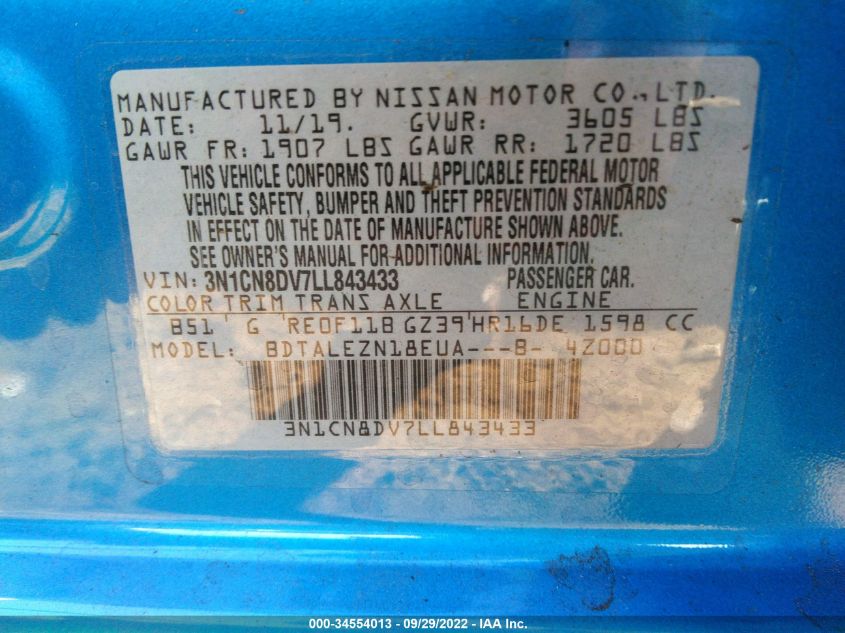 MANUFACTURED BY NISSAN MOTOR CO., LTD.
DATE: 11/19. GVWR: 3605 LBS
GAWR FR: 1907 LBS GAWR RR: 1720 LBS
THIS VEHICLE CONFORMS TO ALL APPLICABLE FEDERAL MOTOR
VEHICLE SAFETY, BUMPER AND THEFT PREVENTION STANDARDS
IN EFFECT ON THE DATE OF MANUFACTURE SHOWN ABOVE.
SEE OWNER'S MANUAL FOR ADDITIONAL INFORMATION.
VIN: 3N1CN8DV7LL843433 PASSENGER CAR.
COLOR TRIM TRANS AXLE ENGINE
B51 G RE0F11B GZ39 HR16DE 1598 CC
MODEL: BDTALEZN18EUA---B- 4Z000
3N1CN8DV7LL843433
000-34554013 - 09/29/2022 - IAA Inc.